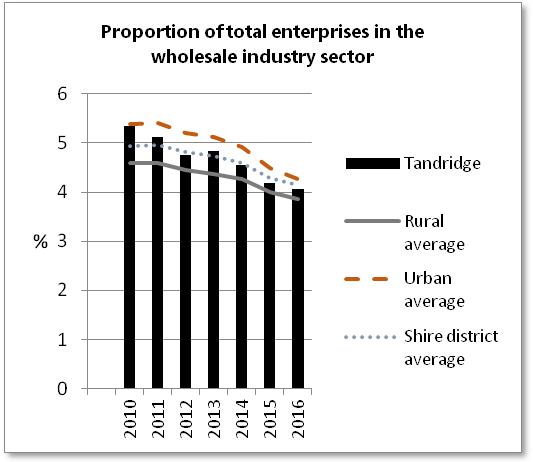 Proportion of total enterprises in the
wholesale industry sector
6
5
4
% 3
2
1
0
2010
2011
2012
2013
2014
2015
2016
Tandridge
Rural
average
Urban
average
Shire district
average